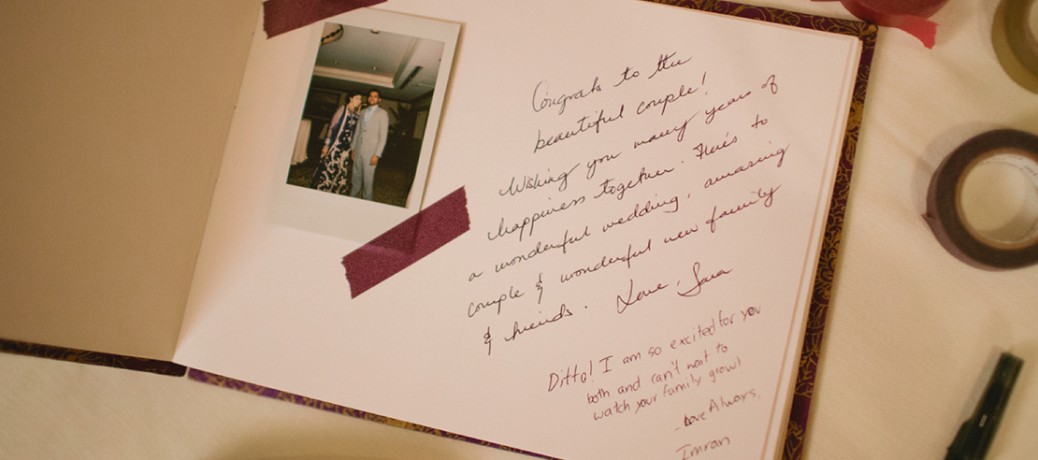 Congrats to the
beautiful couple!
Wishing you many years of
happiness together. Here's to
a wonderful wedding, amazing
couple & wonderful new family
& friends. Love, Sara
Ditto! I am so excited for you
both and can't wait to
watch your family grow!
-Love Always,
Imran